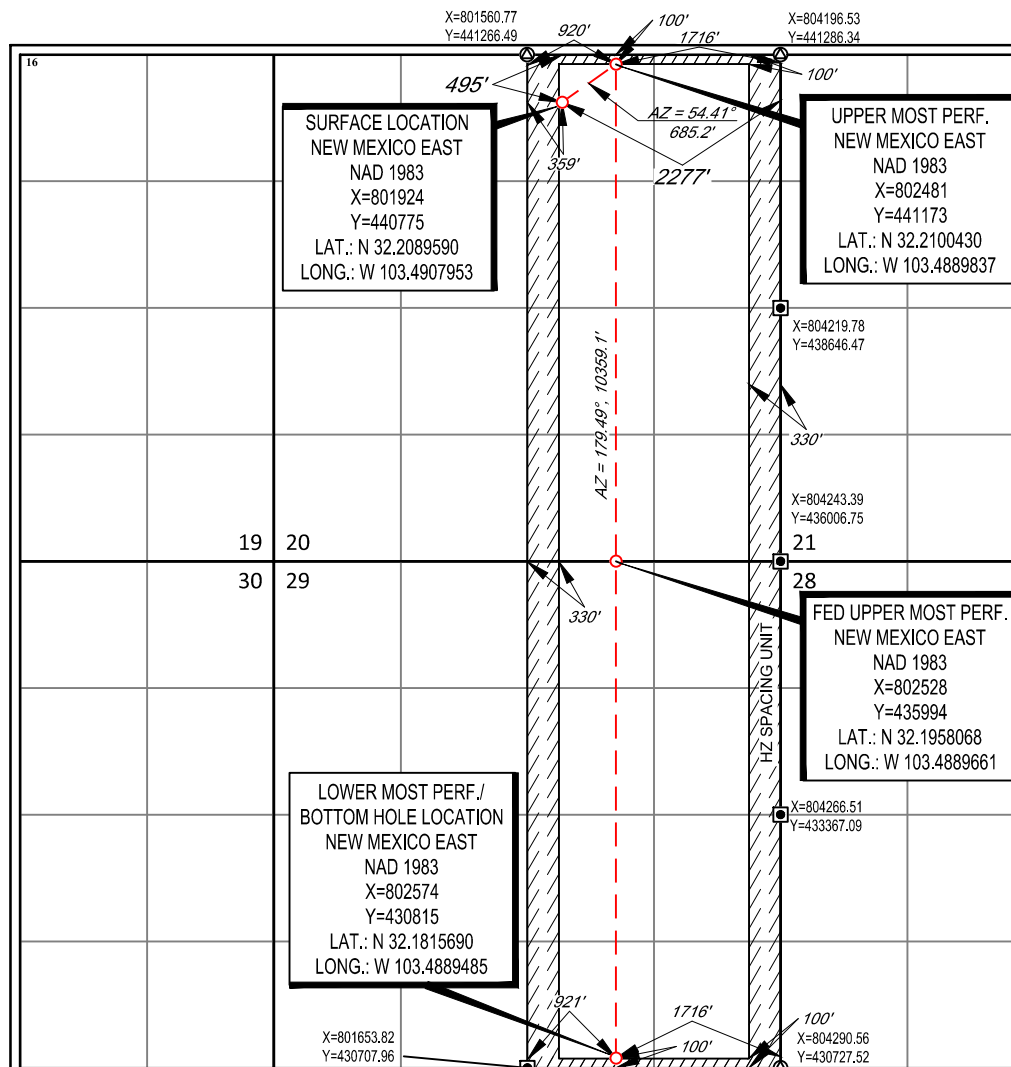 16
X=801560.77
Y=441266.49
920'
100'
1716'
X=804196.53
Y=441286.34
100'
495'
AZ = 54.41°
685.2'
359'
2277'
SURFACE LOCATION
NEW MEXICO EAST
NAD 1983
X=801924
Y=440775
LAT.: N 32.2089590
LONG.: W 103.4907953
UPPER MOST PERF.
NEW MEXICO EAST
NAD 1983
X=802481
Y=441173
LAT.: N 32.2100430
LONG.: W 103.4889837
X=804219.78
Y=438646.47
AZ = 179.49°, 10359.1'
330'
X=804243.39
Y=436006.75
19 20
21
30 29
28
330'
HZ SPACING UNIT
FED UPPER MOST PERF.
NEW MEXICO EAST
NAD 1983
X=802528
Y=435994
LAT.: N 32.1958068
LONG.: W 103.4889661
LOWER MOST PERF./
BOTTOM HOLE LOCATION
NEW MEXICO EAST
NAD 1983
X=802574
Y=430815
LAT.: N 32.1815690
LONG.: W 103.4889485
X=804266.51
Y=433367.09
921'
1716'
100'
100'
X=801653.82
Y=430707.96
X=804290.56
Y=430727.52